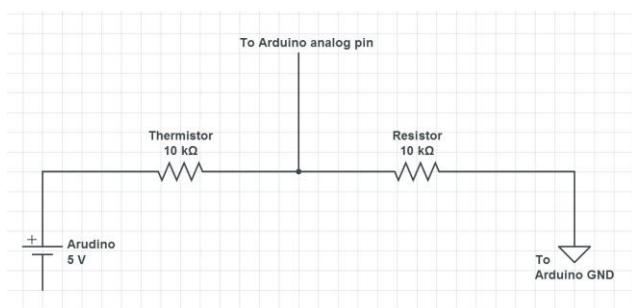 To Arduino analog pin
Thermistor
10 kΩ
Resistor
10 kΩ
+
Arudino
5 V
To
Arduino GND